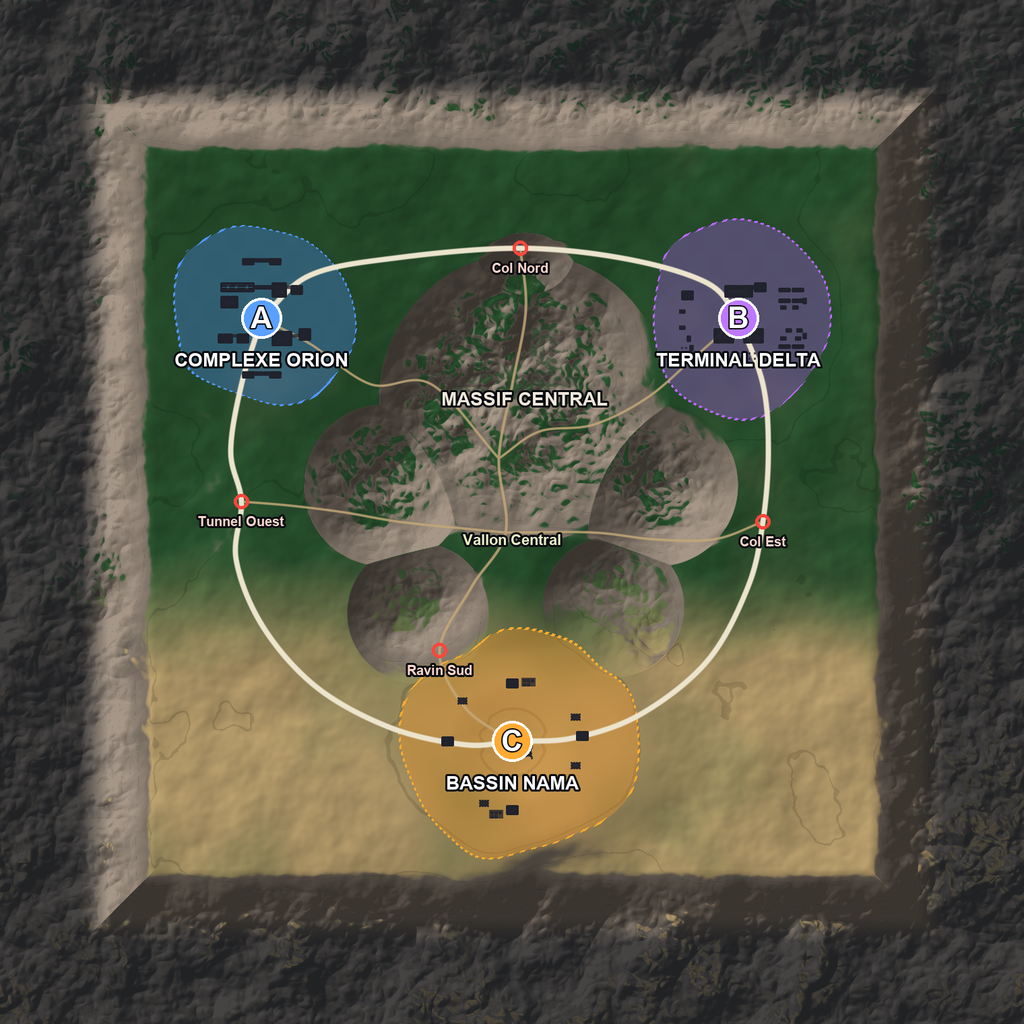 Col Nord
A
B
COMPLEXE ORION
TERMINAL DELTA
MASSIF CENTRAL
Tunnel Ouest
Vallon Central
Col Est
Ravin Sud
C
BASSIN NAMA